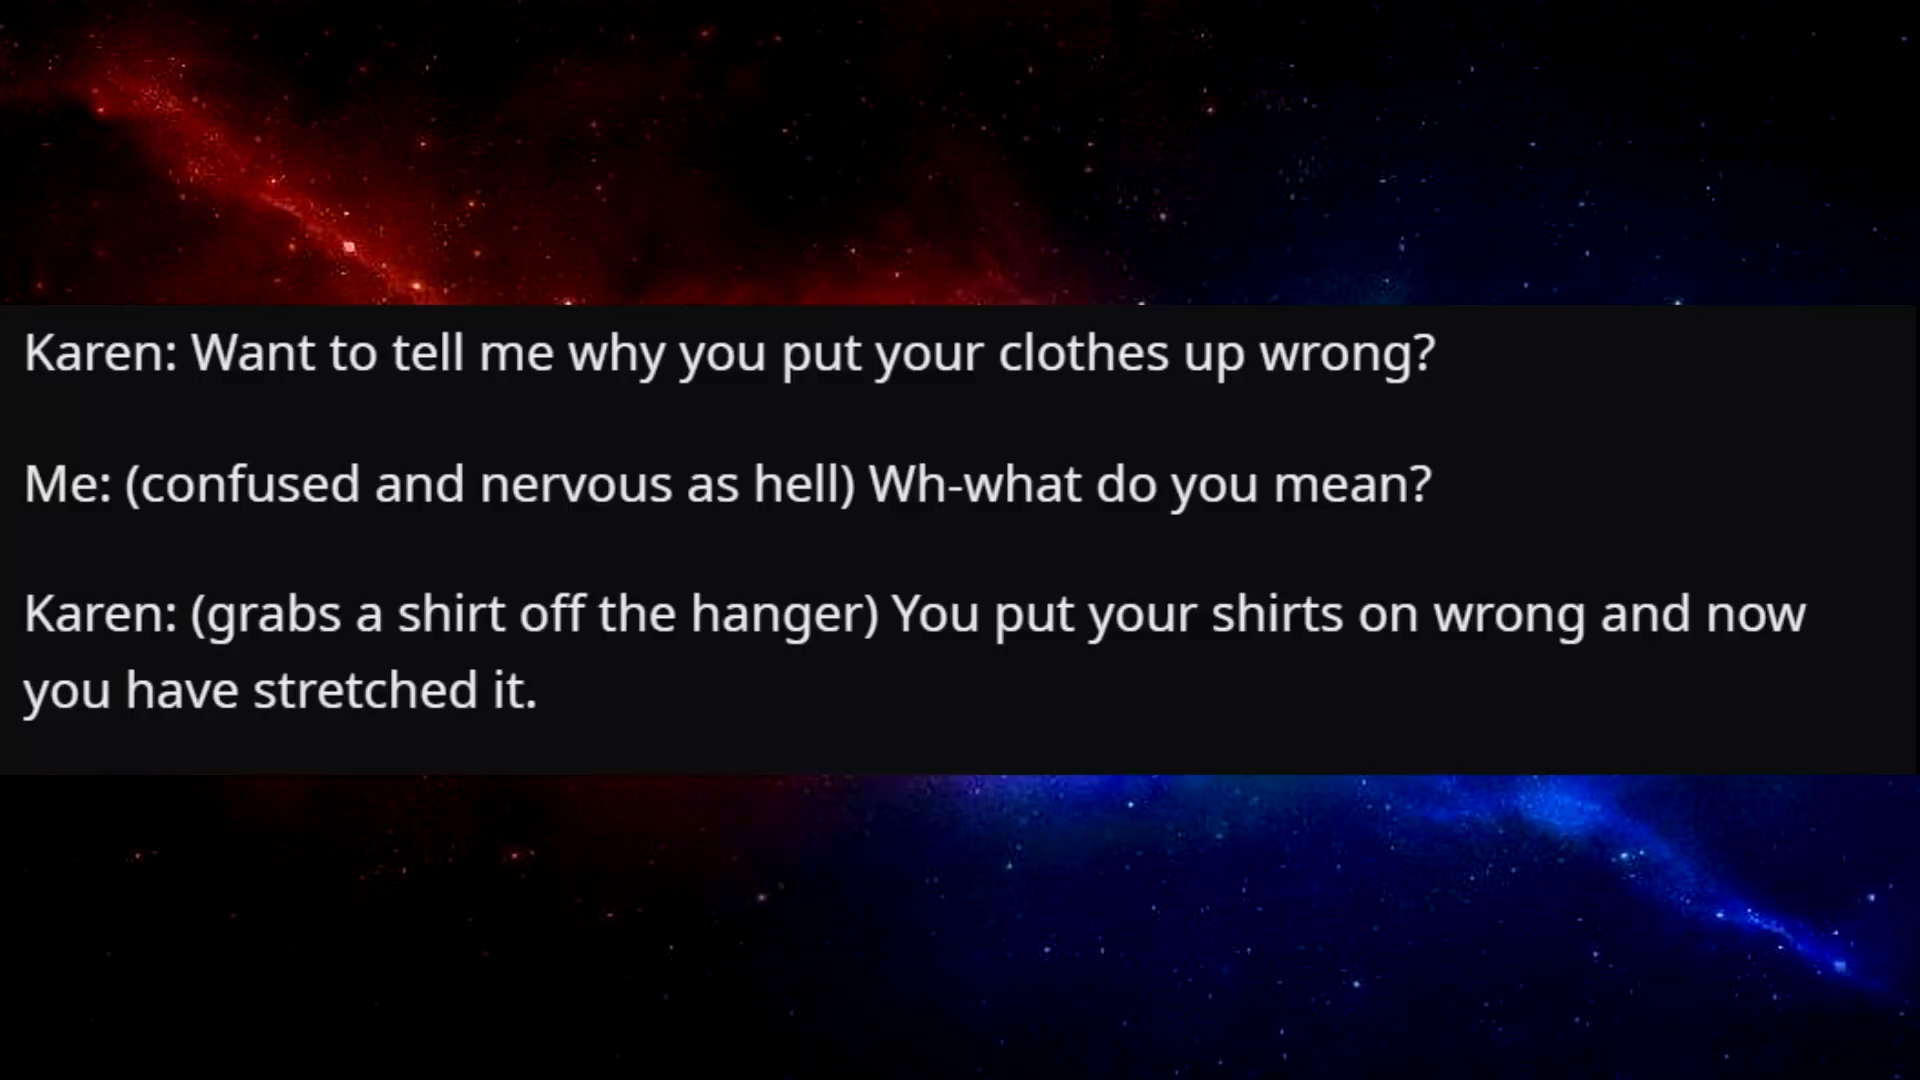 Karen: Want to tell me why you put your clothes up wrong?
Me: (confused and nervous as hell) Wh-what do you mean?
Karen: (grabs a shirt off the hanger) You put your shirts on wrong and now
you have stretched it.